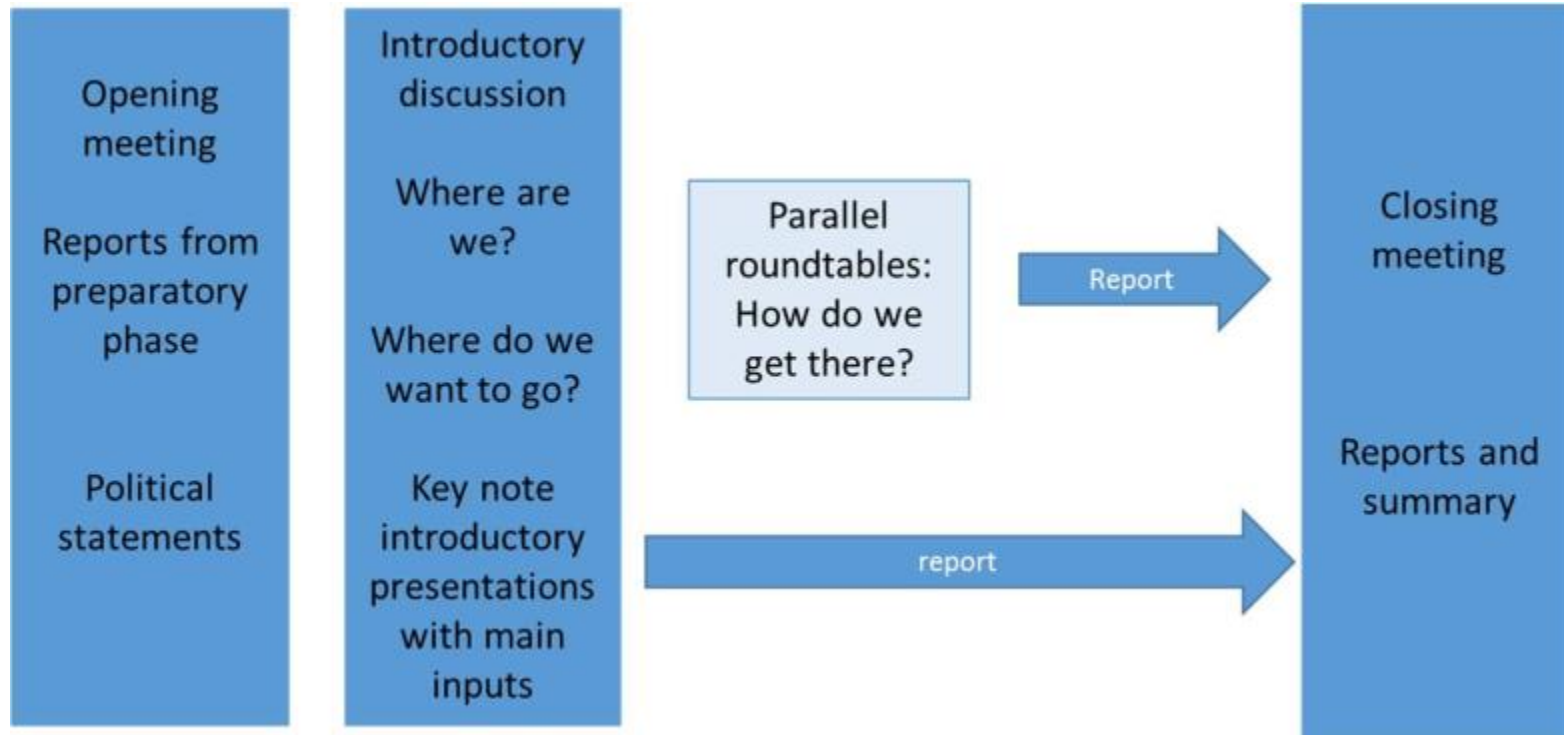 Opening
meeting
Reports from
preparatory
phase
Political
statements
Introductory
discussion
Where are
we?
Where do we
want to go?
Key note
introductory
presentations
with main
inputs
Parallel
roundtables:
How do we
get there?
Report
report
Closing
meeting
Reports and
summary